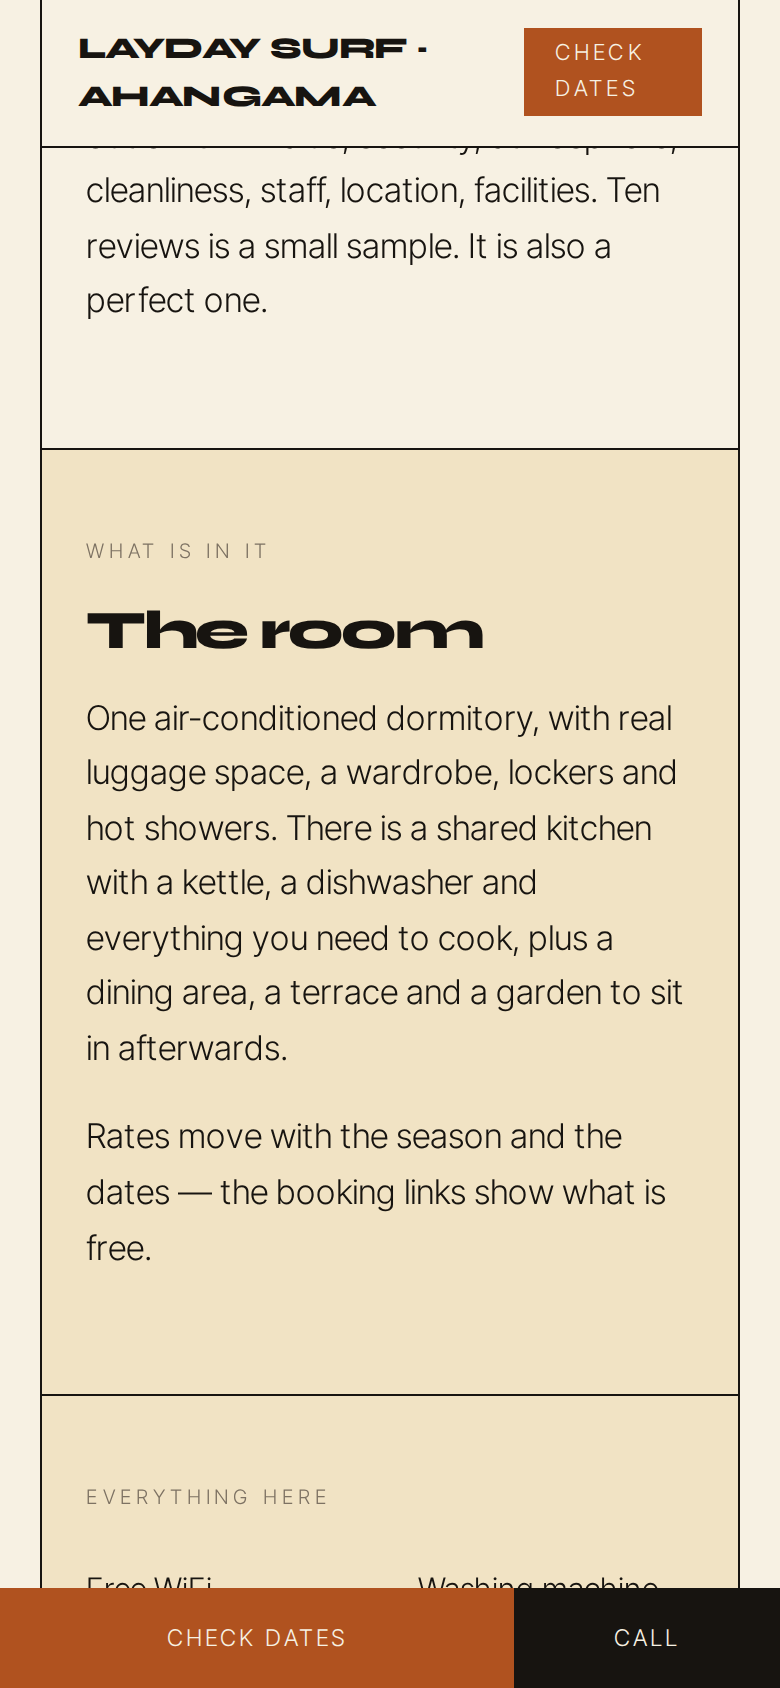 LAYDAY SURF -
AHANGAMA
CHECK
DATES
cleanliness, staff, location, facilities. Ten
reviews is a small sample. It is also a
perfect one.
WHAT IS IN IT
The room
One air-conditioned dormitory, with real
luggage space, a wardrobe, lockers and
hot showers. There is a shared kitchen
with a kettle, a dishwasher and
everything you need to cook, plus a
dining area, a terrace and a garden to sit
in afterwards.
Rates move with the season and the
dates — the booking links show what is
free.
EVERYTHING HERE
Free WiFi
Washing machine
CHECK DATES
CALL